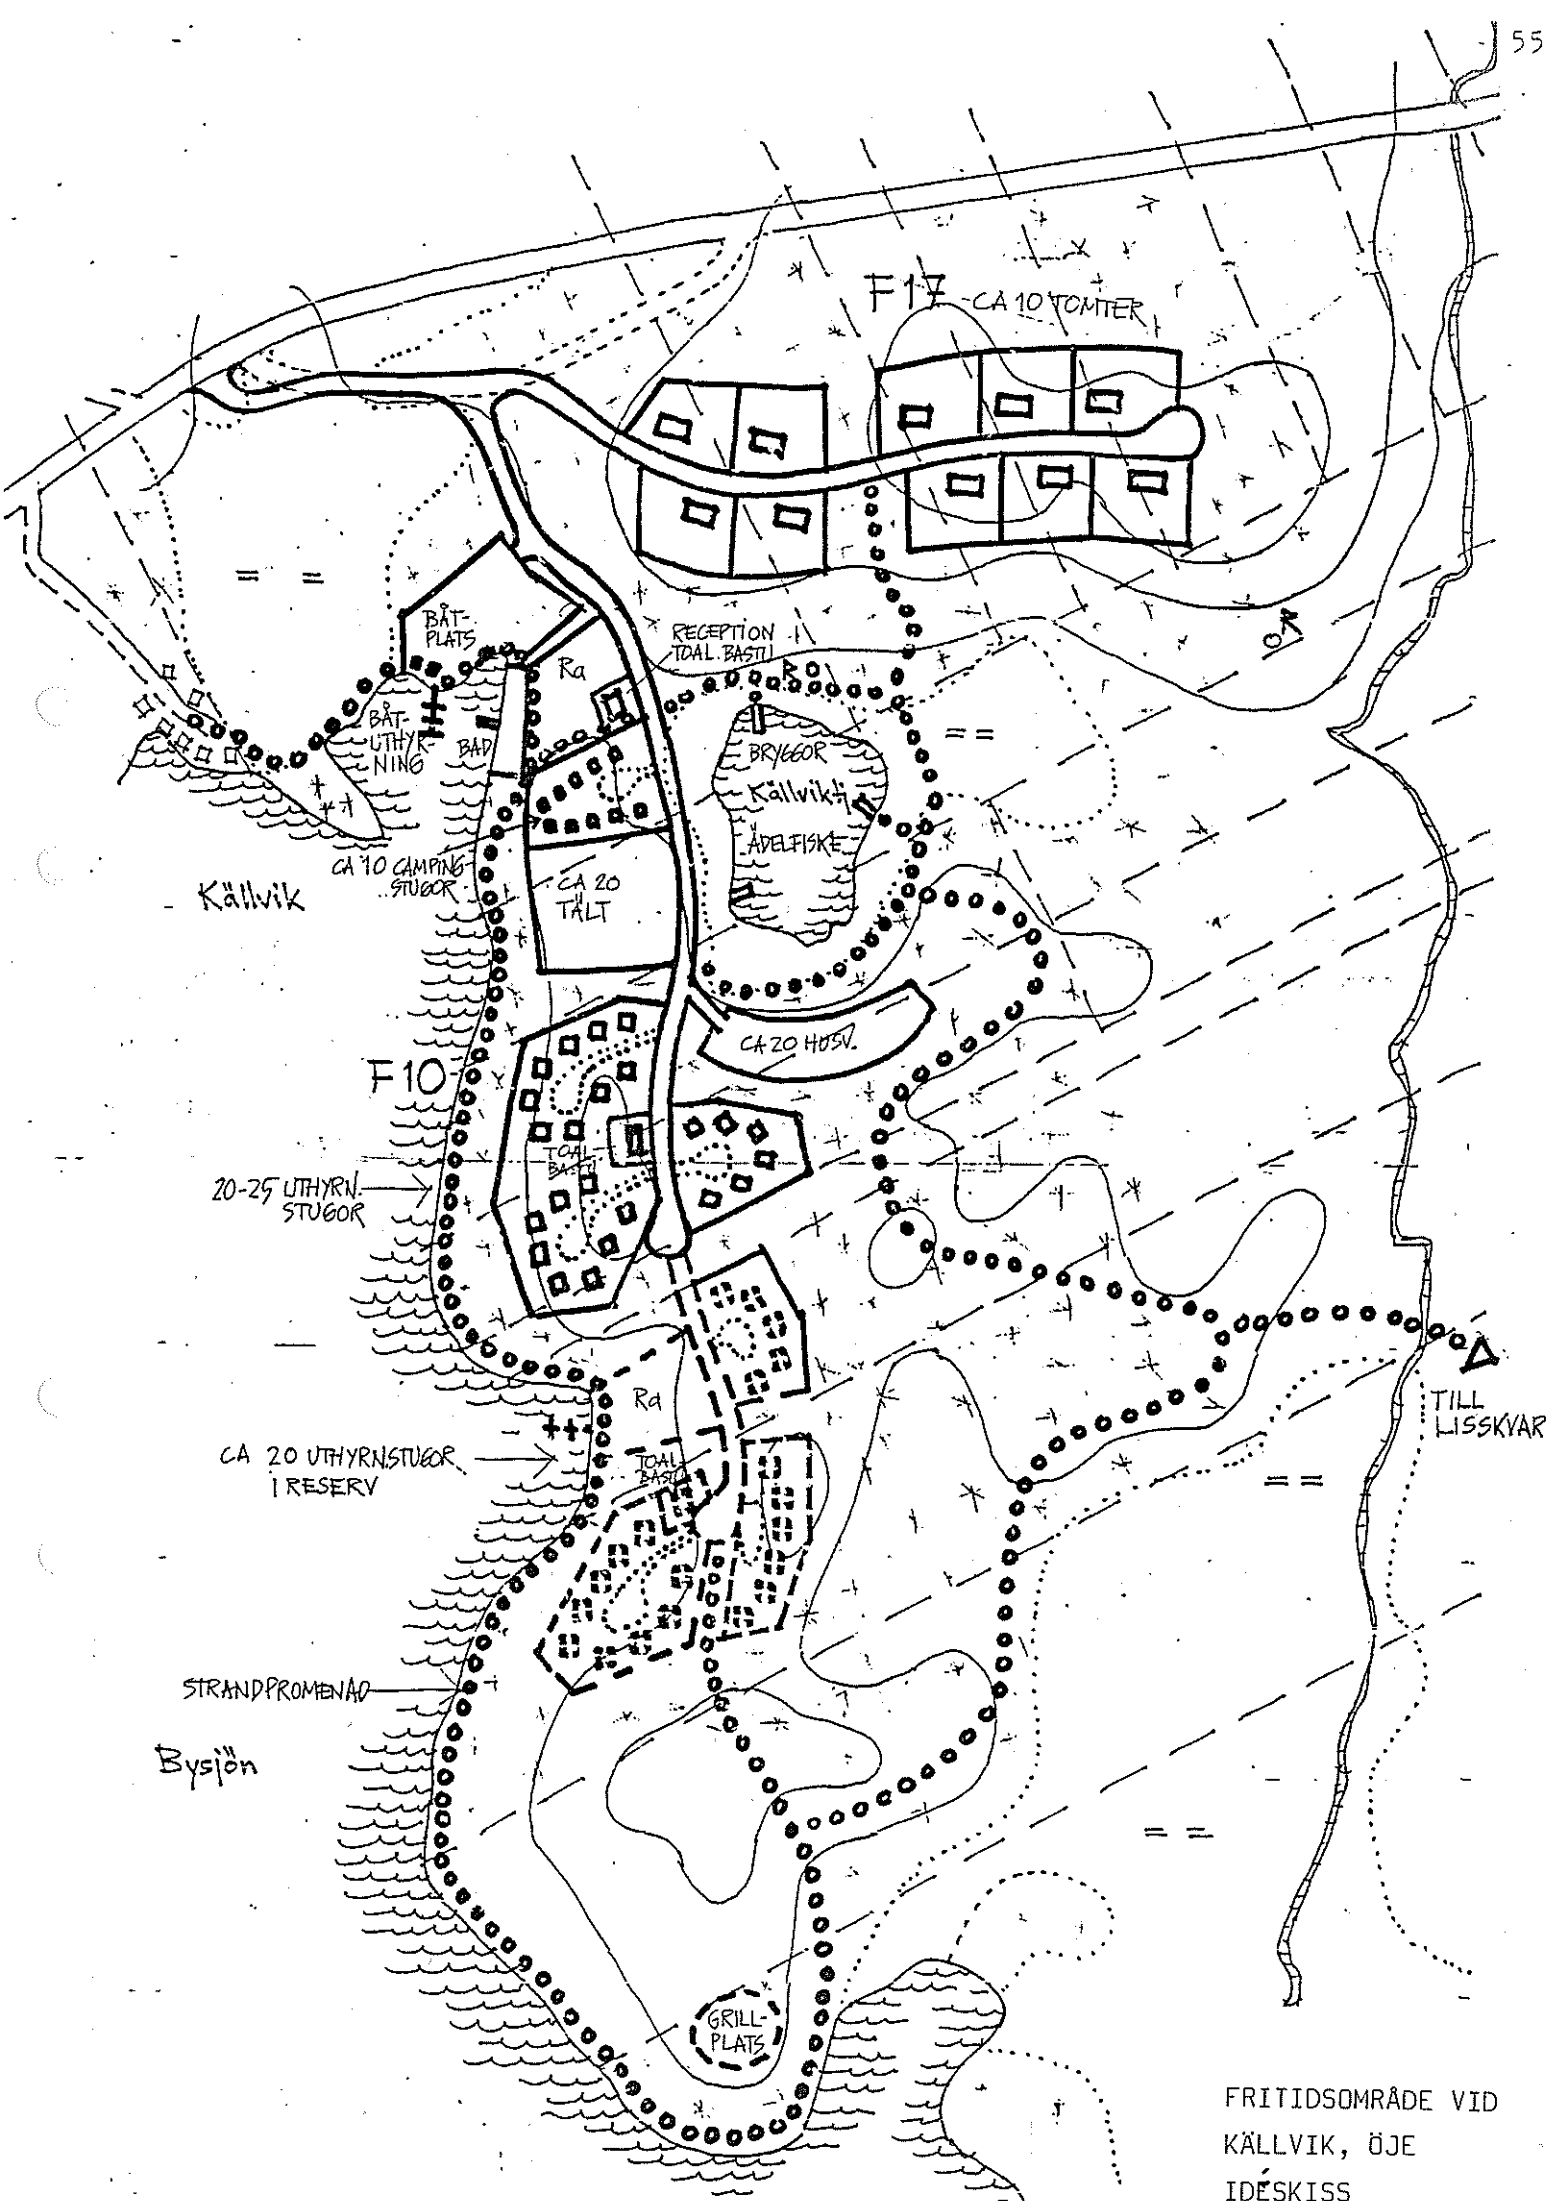 55
F17 CA 10 TOMTER
BÅT-
PLATS
RECEPTION
TOAL. BASTU
Ra
BÅT-
UTHYR-
NING
BAD
BRYGGOR
Källvikstj
ÄDELFISKE
CA 10 CAMPING-
STUGOR
Källvik
CA 20
TÄLT
CA 20 HUSV.
F10
TOAL.
BASTU
20-25 UTHYRN.
STUGOR
Ra
TILL
LISSKVAR
CA 20 UTHYRN.STUGOR
I RESERV
TOAL
BASTU
STRANDPROMENAD
Bysjön
GRILL-
PLATS
FRITIDSOMRÅDE VID
KÄLLVIK, ÖJE
IDÉSKISS